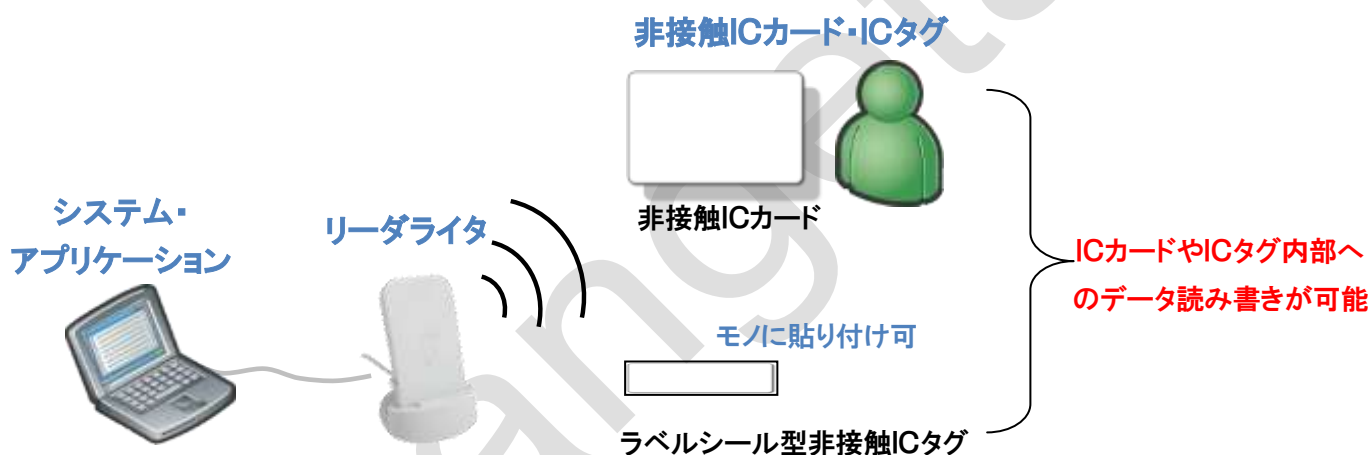 非接触ICカード・ICタグ
システム・
アプリケーション
リーダライタ
非接触ICカード
ICカードやICタグ内部へ
のデータ読み書きが可能
モノに貼り付け可
ラベルシール型非接触ICタグ